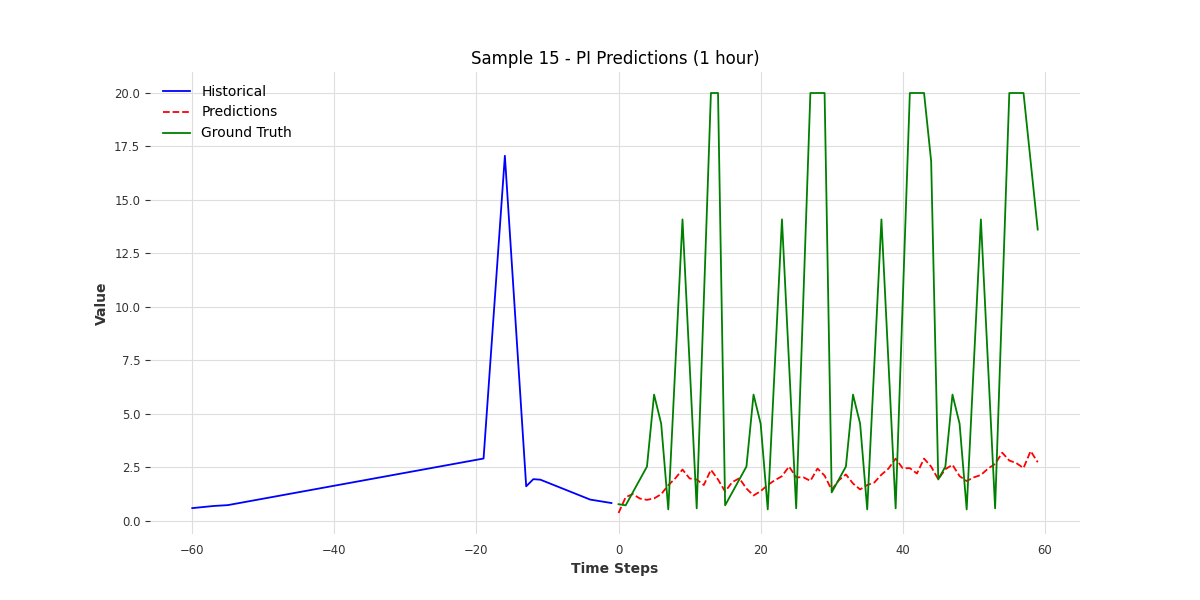 Sample 15 - PI Predictions (1 hour)
Historical
Predictions
Ground Truth
20.0
17.5
15.0
12.5
10.0
7.5
5.0
2.5
0.0
Value
−60 −40 −20 0 20 40 60
Time Steps